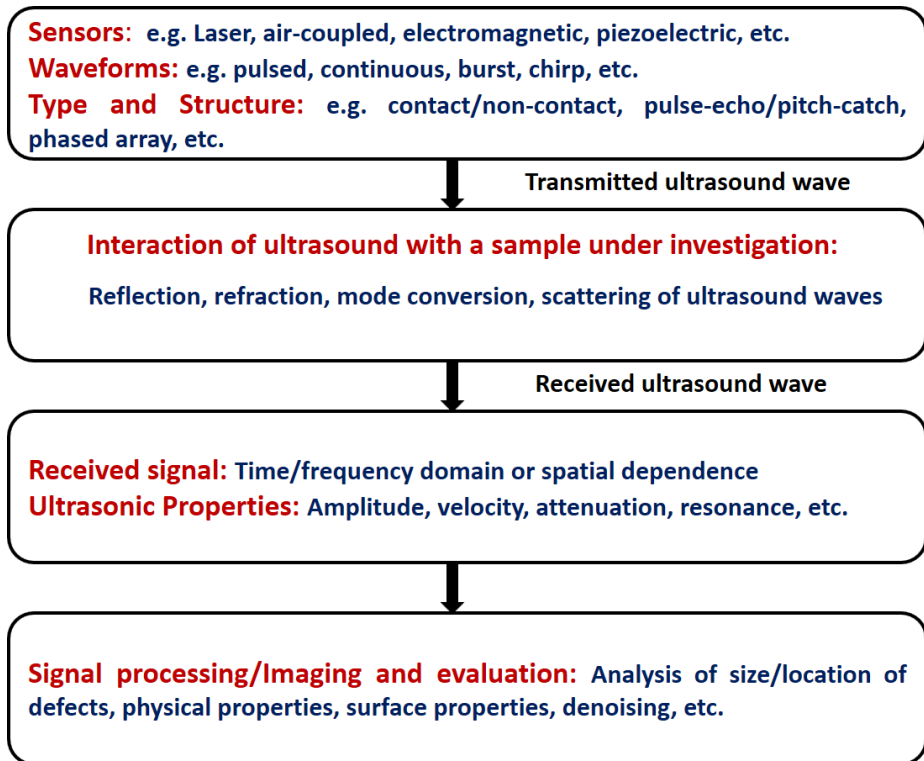 Sensors: e.g. Laser, air-coupled, electromagnetic, piezoelectric, etc.
Waveforms: e.g. pulsed, continuous, burst, chirp, etc.
Type and Structure: e.g. contact/non-contact, pulse-echo/pitch-catch,
phased array, etc.
Transmitted ultrasound wave
Interaction of ultrasound with a sample under investigation:
Reflection, refraction, mode conversion, scattering of ultrasound waves
Received ultrasound wave
Received signal: Time/frequency domain or spatial dependence
Ultrasonic Properties: Amplitude, velocity, attenuation, resonance, etc.
Signal processing/Imaging and evaluation: Analysis of size/location of
defects, physical properties, surface properties, denoising, etc.